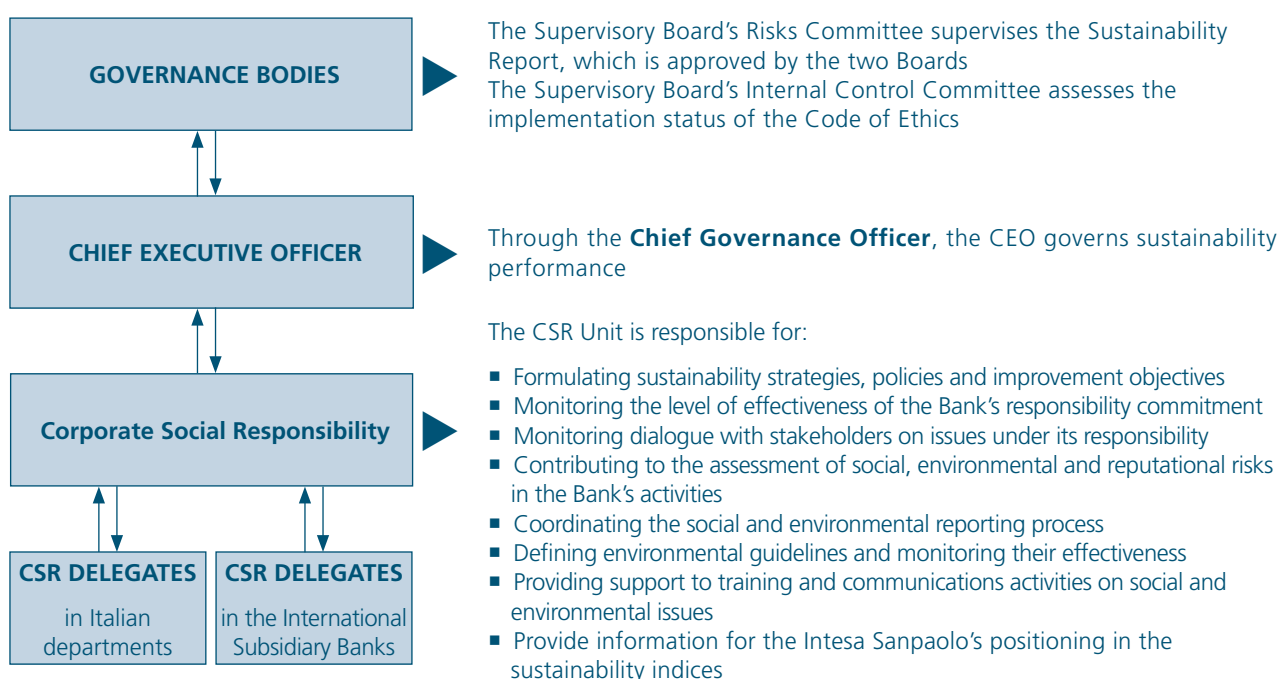 GOVERNANCE BODIES
The Supervisory Board's Risks Committee supervises the Sustainability
Report, which is approved by the two Boards
The Supervisory Board's Internal Control Committee assesses the
implementation status of the Code of Ethics
CHIEF EXECUTIVE OFFICER
Through the Chief Governance Officer, the CEO governs sustainability
performance
Corporate Social Responsibility
The CSR Unit is responsible for:
▪ Formulating sustainability strategies, policies and improvement objectives
▪ Monitoring the level of effectiveness of the Bank's responsibility commitment
▪ Monitoring dialogue with stakeholders on issues under its responsibility
▪ Contributing to the assessment of social, environmental and reputational risks
in the Bank's activities
▪ Coordinating the social and environmental reporting process
▪ Defining environmental guidelines and monitoring their effectiveness
▪ Providing support to training and communications activities on social and
environmental issues
▪ Provide information for the Intesa Sanpaolo's positioning in the
sustainability indices
CSR DELEGATES
in Italian
departments
CSR DELEGATES
in the International
Subsidiary Banks